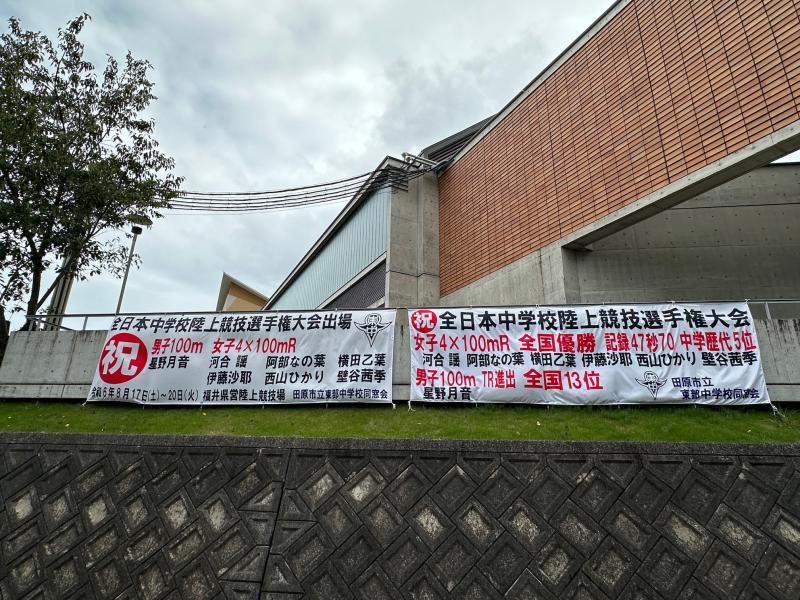 全日本中学校陸上競技選手権大会出場
祝
男子100m 女子4×100mR
星野月音 河合 謡 阿部なの葉 横田乙葉
伊藤沙耶 西山ひかり 壁谷茜季
令和6年8月17日(土)~20日(火) 福井県営陸上競技場 田原市立東部中学校同窓会
祝 全日本中学校陸上競技選手権大会
女子4×100mR 全国優勝 記録47秒70 中学歴代5位
河合 謡 阿部なの葉 横田乙葉 伊藤沙耶 西山ひかり 壁谷茜季
男子100m TR進出 全国13位
星野月音
田原市立
東部中学校同窓会